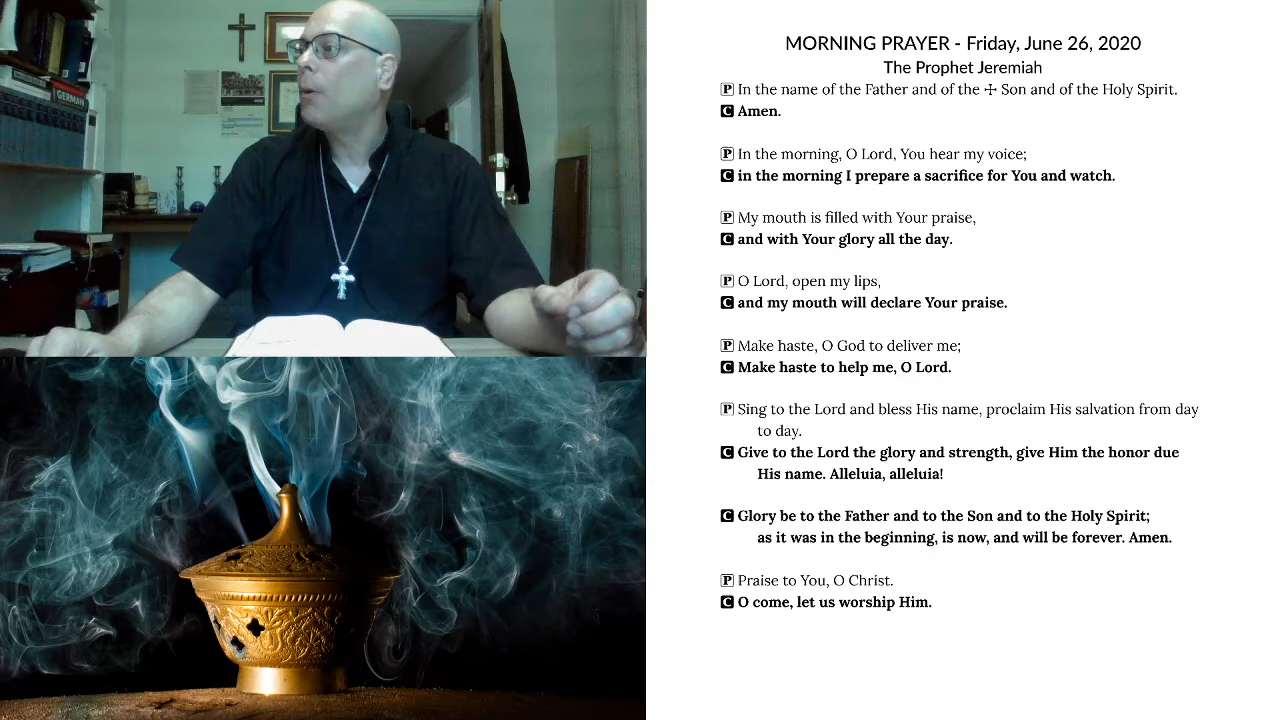 GERMAN
MORNING PRAYER - Friday, June 26, 2020
The Prophet Jeremiah
P In the name of the Father and of the ☩ Son and of the Holy Spirit.
C Amen.
P In the morning, O Lord, You hear my voice;
C in the morning I prepare a sacrifice for You and watch.
P My mouth is filled with Your praise,
C and with Your glory all the day.
P O Lord, open my lips,
C and my mouth will declare Your praise.
P Make haste, O God to deliver me;
C Make haste to help me, O Lord.
P Sing to the Lord and bless His name, proclaim His salvation from day
to day.
C Give to the Lord the glory and strength, give Him the honor due
His name. Alleluia, alleluia!
C Glory be to the Father and to the Son and to the Holy Spirit;
as it was in the beginning, is now, and will be forever. Amen.
P Praise to You, O Christ.
C O come, let us worship Him.